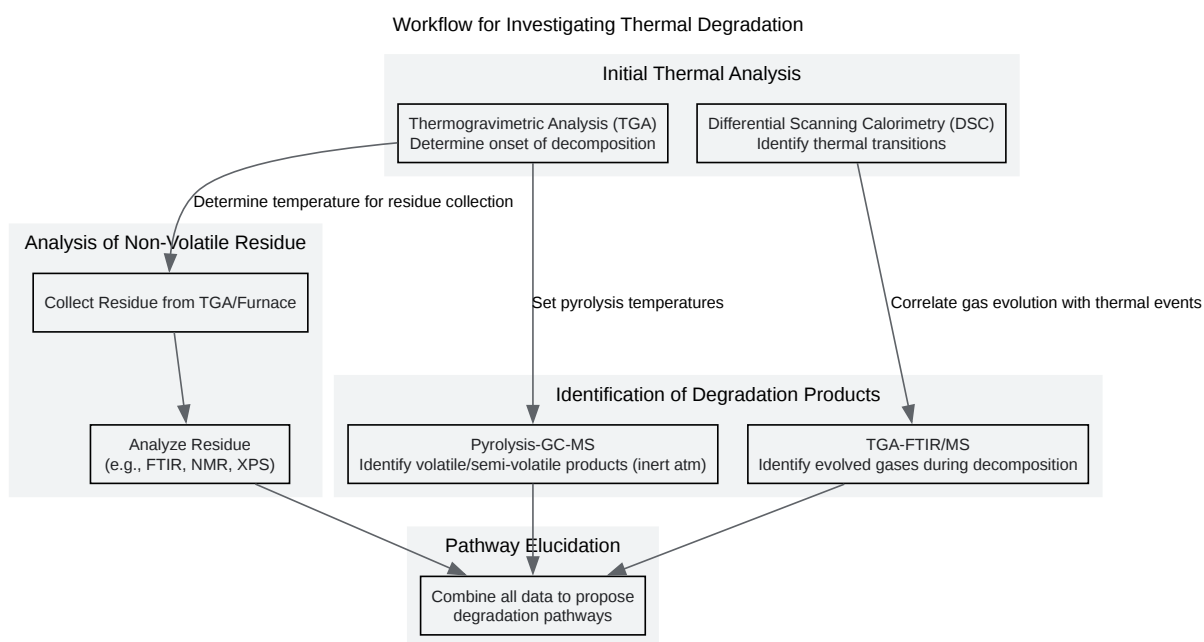 Workflow for Investigating Thermal Degradation
Initial Thermal Analysis
Thermogravimetric Analysis (TGA)
Determine onset of decomposition
Differential Scanning Calorimetry (DSC)
Identify thermal transitions
Determine temperature for residue collection
Analysis of Non-Volatile Residue
Collect Residue from TGA/Furnace
Set pyrolysis temperatures
Correlate gas evolution with thermal events
Identification of Degradation Products
Analyze Residue
(e.g., FTIR, NMR, XPS)
Pyrolysis-GC-MS
Identify volatile/semi-volatile products (inert atm)
TGA-FTIR/MS
Identify evolved gases during decomposition
Pathway Elucidation
Combine all data to propose
degradation pathways